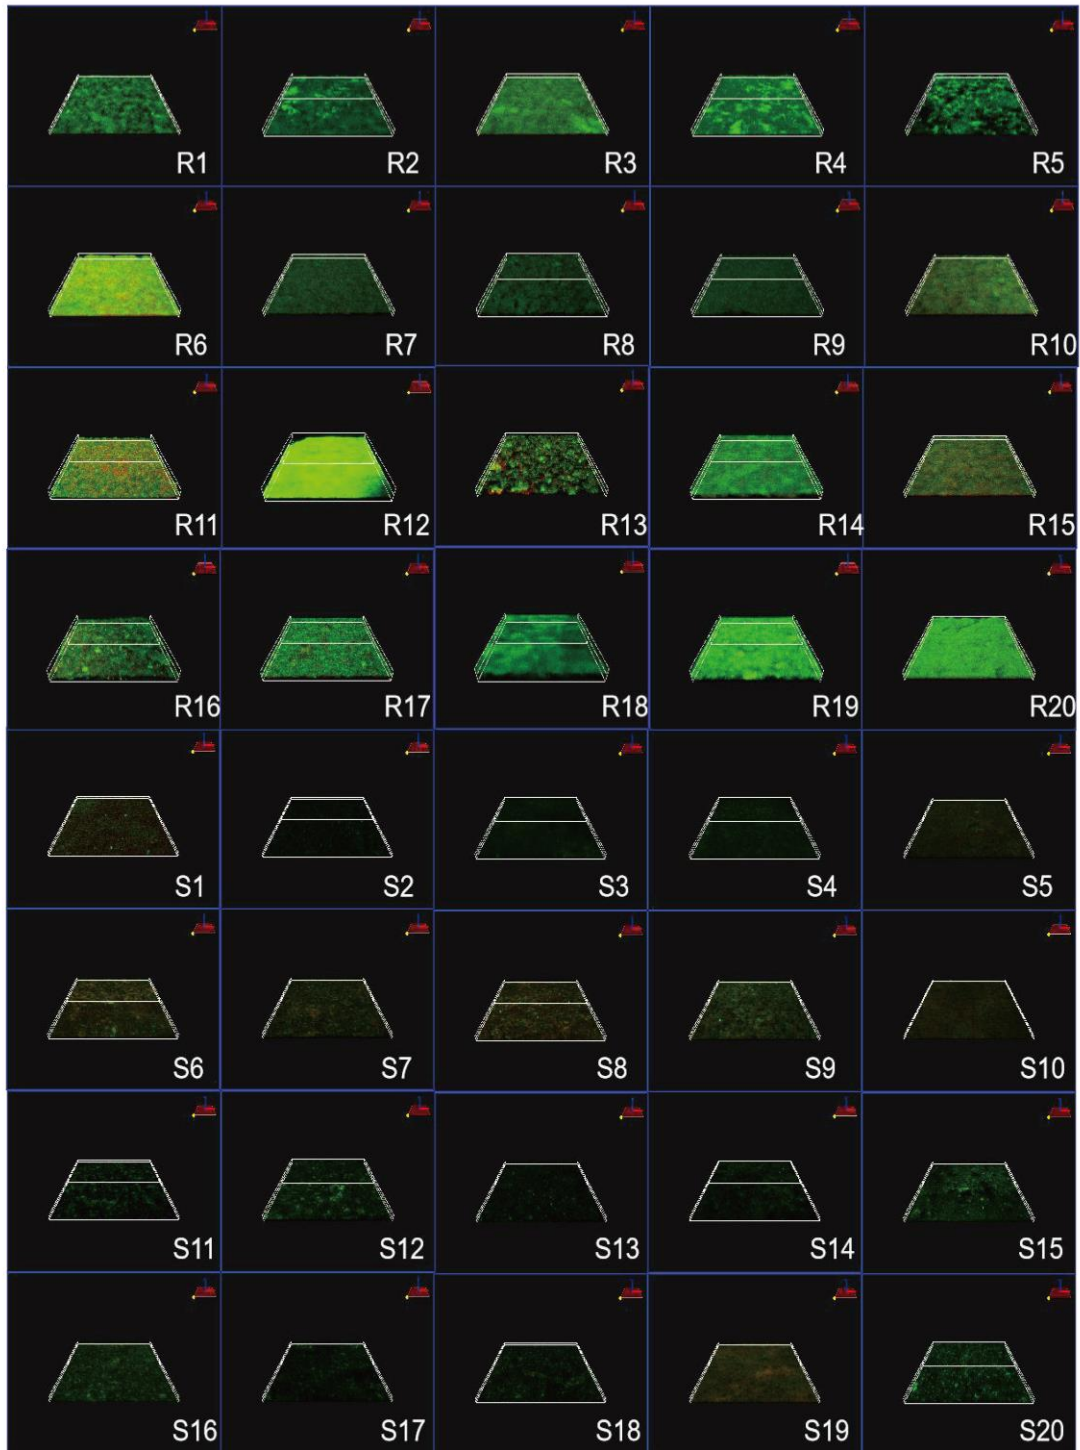 R1 R2 R3 R4 R5
R6 R7 R8 R9 R10
R11 R12 R13 R14 R15
R16 R17 R18 R19 R20
S1 S2 S3 S4 S5
S6 S7 S8 S9 S10
S11 S12 S13 S14 S15
S16 S17 S18 S19 S20